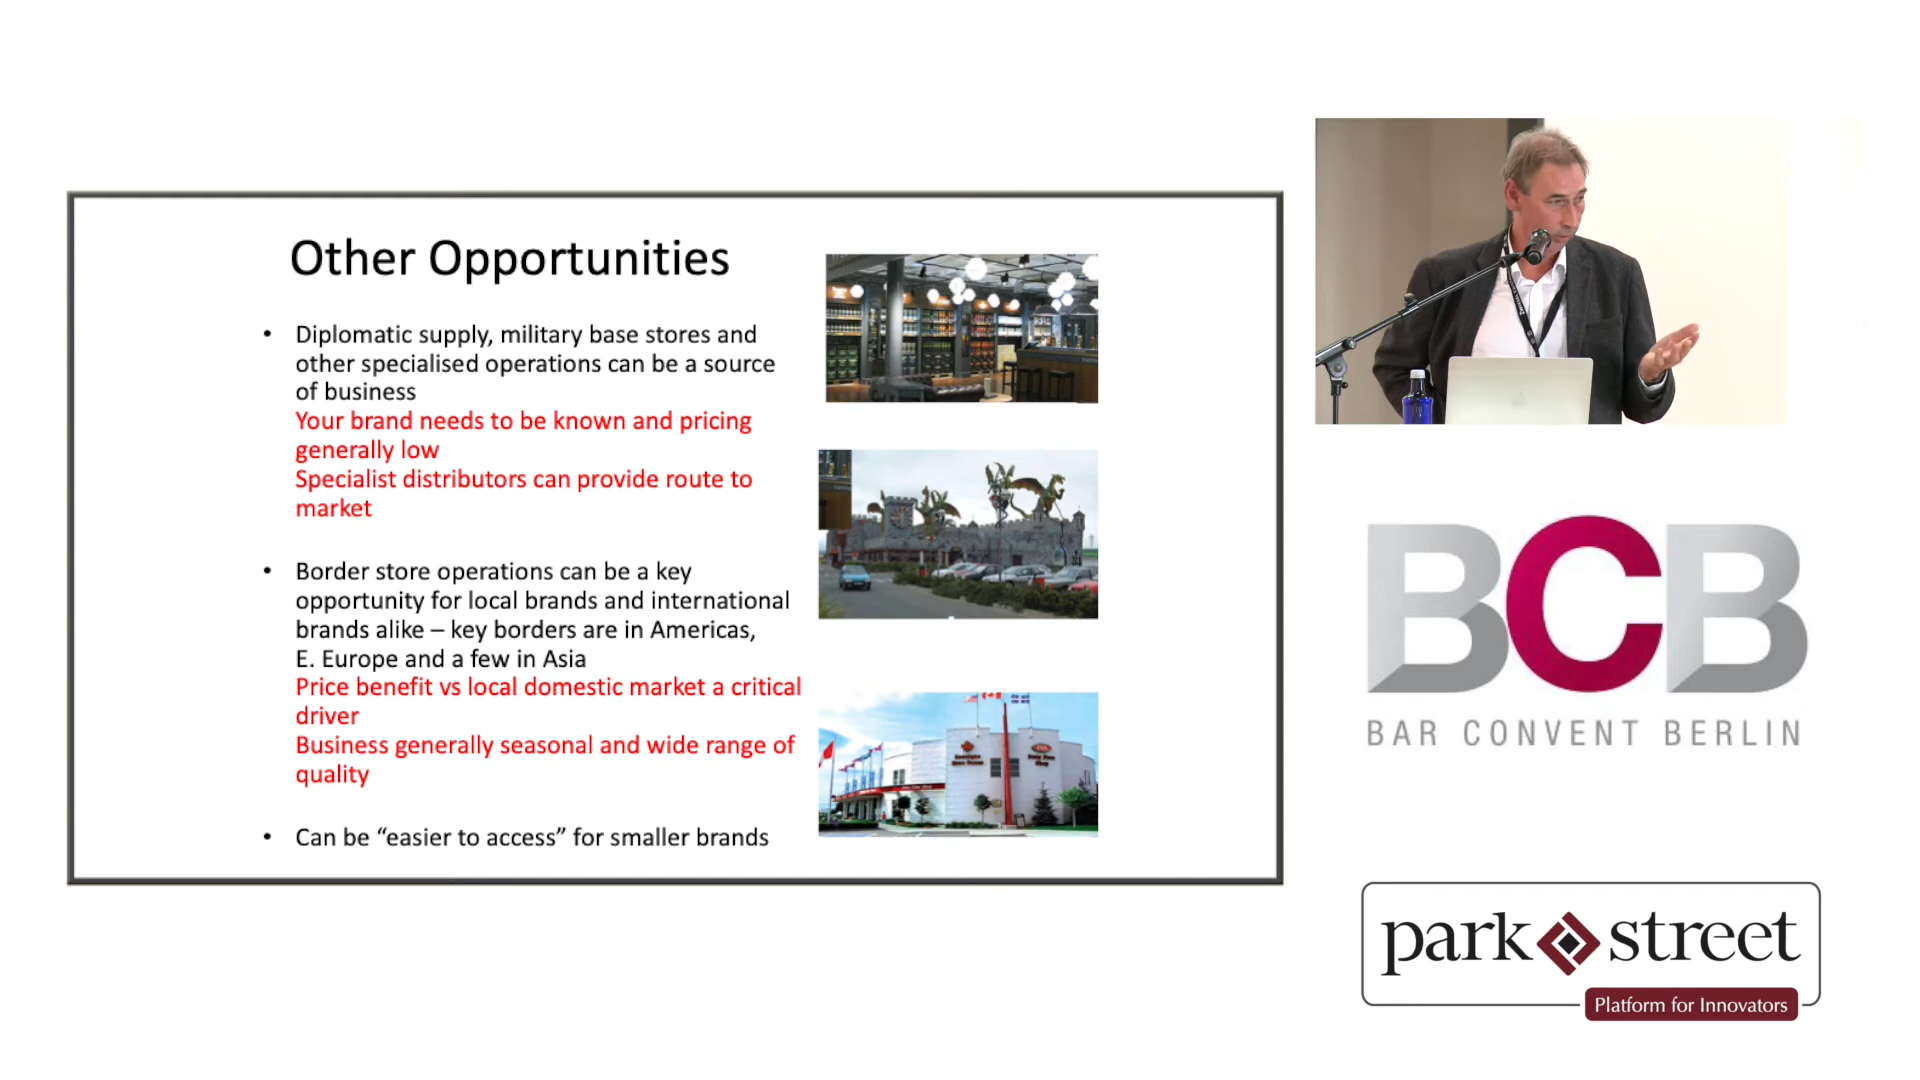 Other Opportunities
• Diplomatic supply, military base stores and
other specialised operations can be a source
of business
Your brand needs to be known and pricing
generally low
Specialist distributors can provide route to
market
• Border store operations can be a key
opportunity for local brands and international
brands alike – key borders are in Americas,
E. Europe and a few in Asia
Price benefit vs local domestic market a critical
driver
Business generally seasonal and wide range of
quality
• Can be “easier to access” for smaller brands
BCB
BAR CONVENT BERLIN
park street
Platform for Innovators